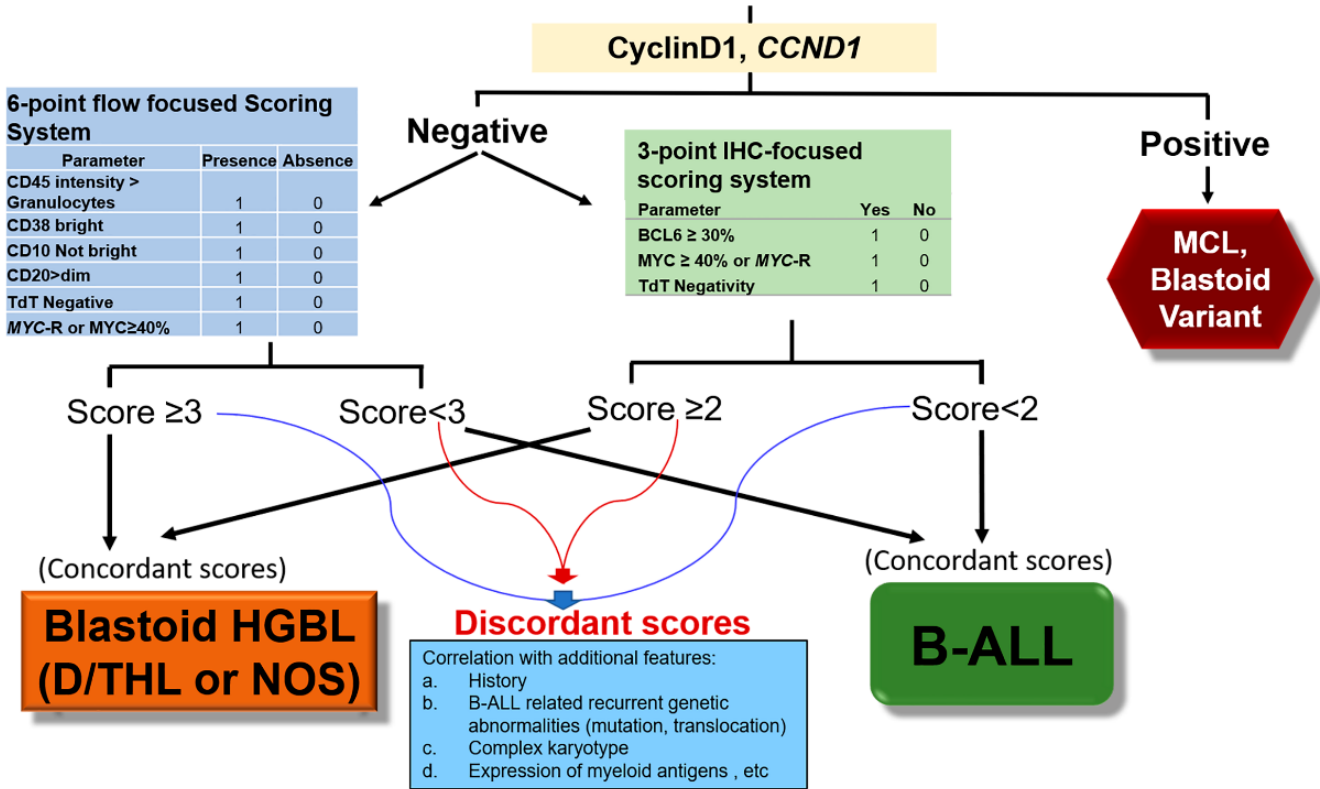 CyclinD1, CCND1
6-point flow focused Scoring
System
Parameter Presence Absence
CD45 intensity >
Granulocytes 1 0
CD38 bright 1 0
CD10 Not bright 1 0
CD20>dim 1 0
TdT Negative 1 0
MYC-R or MYC≥40% 1 0
Negative
3-point IHC-focused
scoring system
Parameter Yes No
BCL6 ≥ 30% 1 0
MYC ≥ 40% or MYC-R 1 0
TdT Negativity 1 0
Positive
MCL,
Blastoid
Variant
Score ≥3
Score<3
Score ≥2
Score<2
(Concordant scores)
Blastoid HGBL
(D/THL or NOS)
Discordant scores
Correlation with additional features:
a. History
b. B-ALL related recurrent genetic
abnormalities (mutation, translocation)
c. Complex karyotype
d. Expression of myeloid antigens , etc
(Concordant scores)
B-ALL